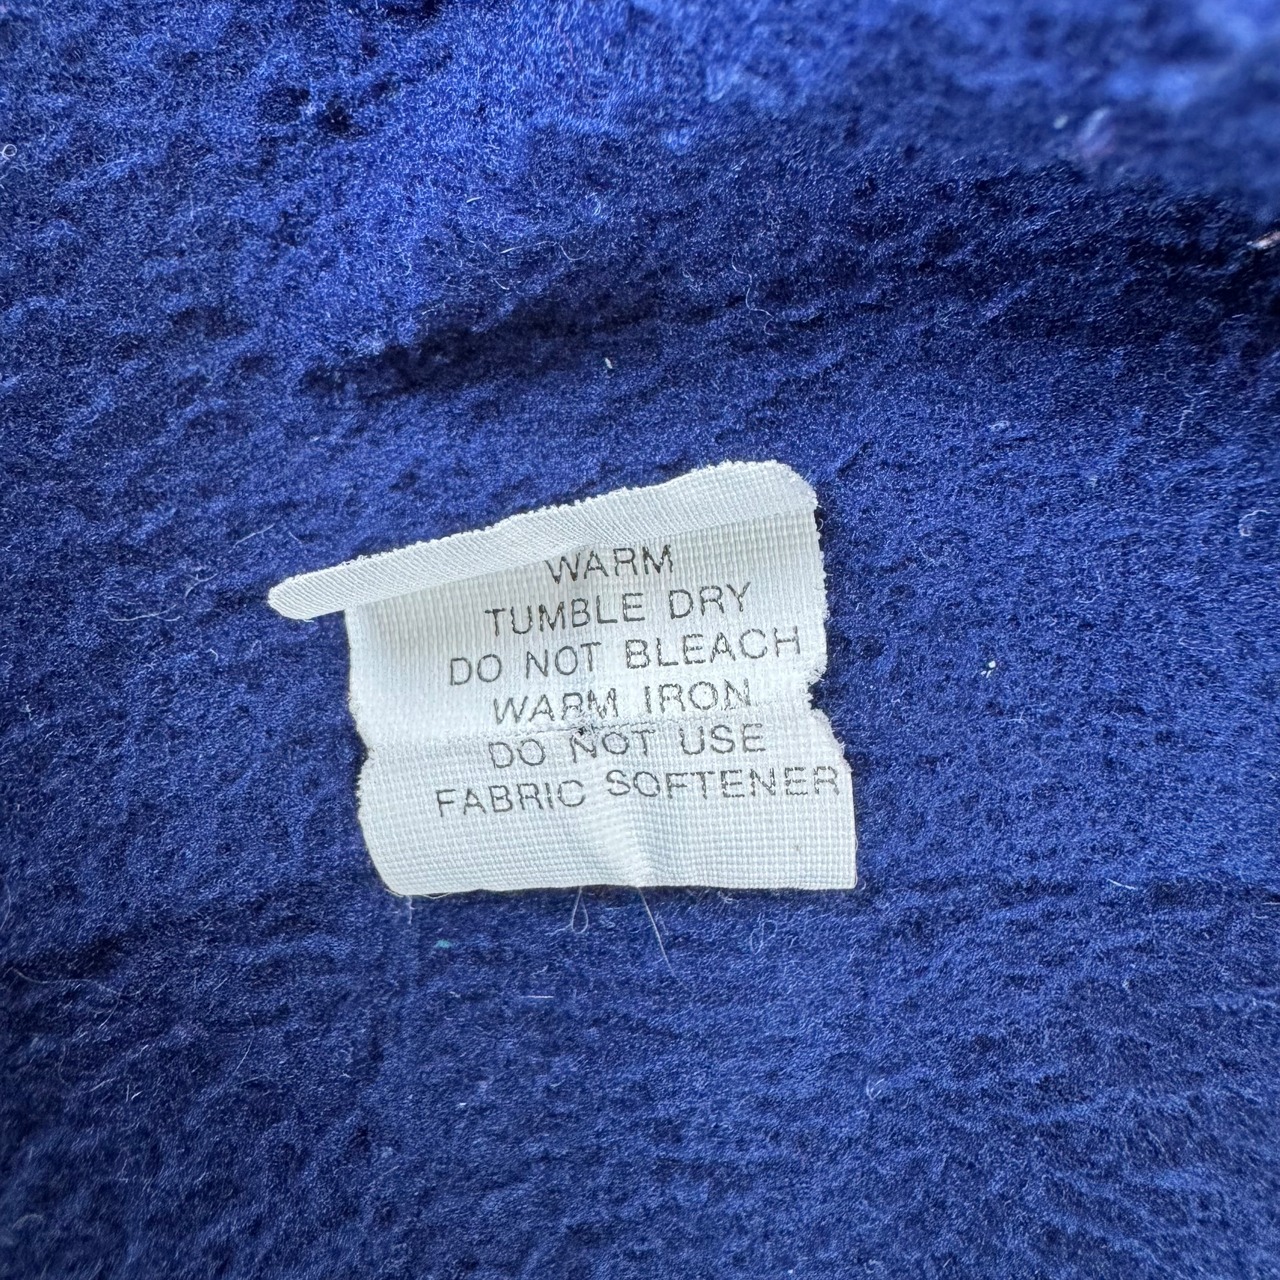 WARM
TUMBLE DRY
DO NOT BLEACH
WARM IRON
DO NOT USE
FABRIC SOFTENER